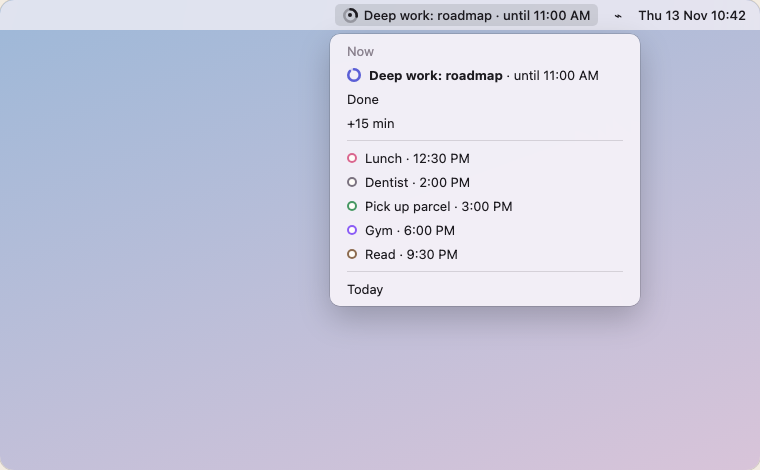 Deep work: roadmap · until 11:00 AM Thu 13 Nov 10:42
Now
Deep work: roadmap · until 11:00 AM
Done
+15 min
Lunch · 12:30 PM
Dentist · 2:00 PM
Pick up parcel · 3:00 PM
Gym · 6:00 PM
Read · 9:30 PM
Today